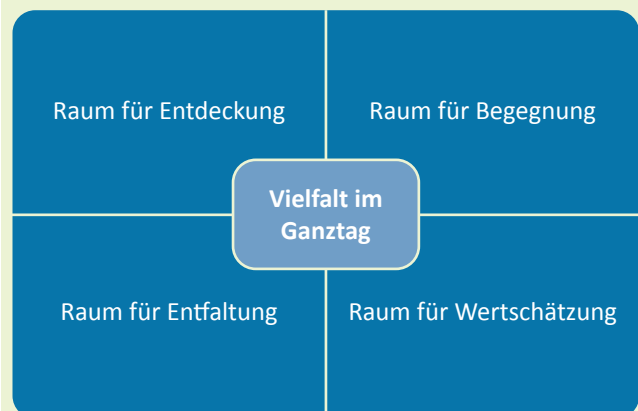 Raum für Entdeckung
Raum für Begegnung
Vielfalt im
Ganztag
Raum für Entfaltung
Raum für Wertschätzung